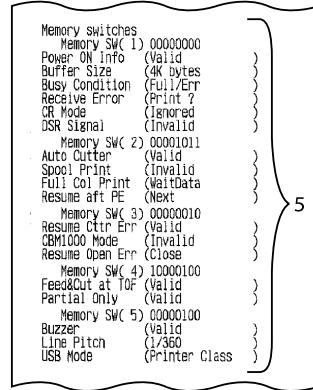 Memory switches
Memory SW( 1) 00000000
Power ON Info (Valid )
Buffer Size (4K bytes )
Busy Condition (Full/Err )
Receive Error (Print ? )
CR Mode (Ignored )
DSR Signal (Invalid )
Memory SW( 2) 00001011
Auto Cutter (Valid )
Spool Print (Invalid )
Full Col Print (WaitData )
Resume aft PE (Next )
Memory SW( 3) 00000010
Resume Cttr Err (Valid )
CBM1000 Mode (Invalid )
Resume Open Err (Close )
Memory SW( 4) 10000100
Feed&Cut at TOF (Valid )
Partial Only (Valid )
Memory SW( 5) 00000100
Buzzer (Valid )
Line Pitch (1/360 )
USB Mode (Printer Class )
5